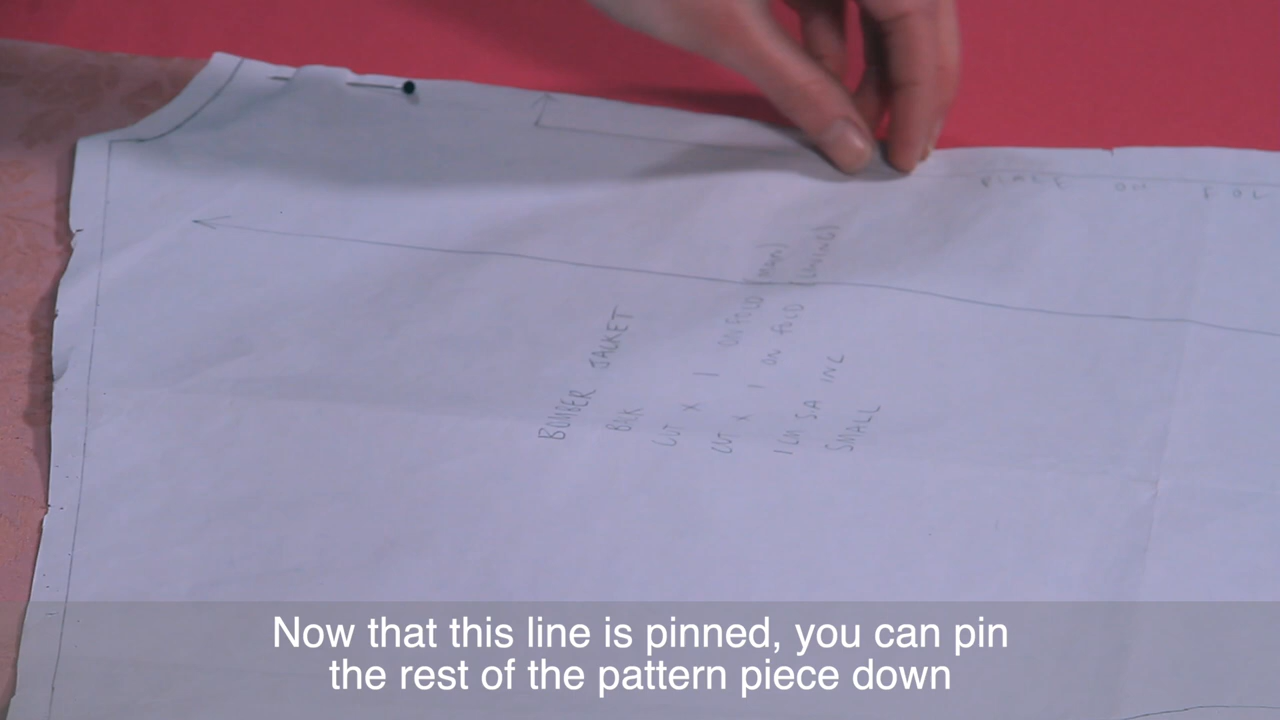 PLACE ON FOL
BOMBER JACKET
BACK
CUT X 1 ON FOLD (MAIN)
CUT X 1 ON FOLD (LINING)
1CM SA INC
SMALL
Now that this line is pinned, you can pin
the rest of the pattern piece down